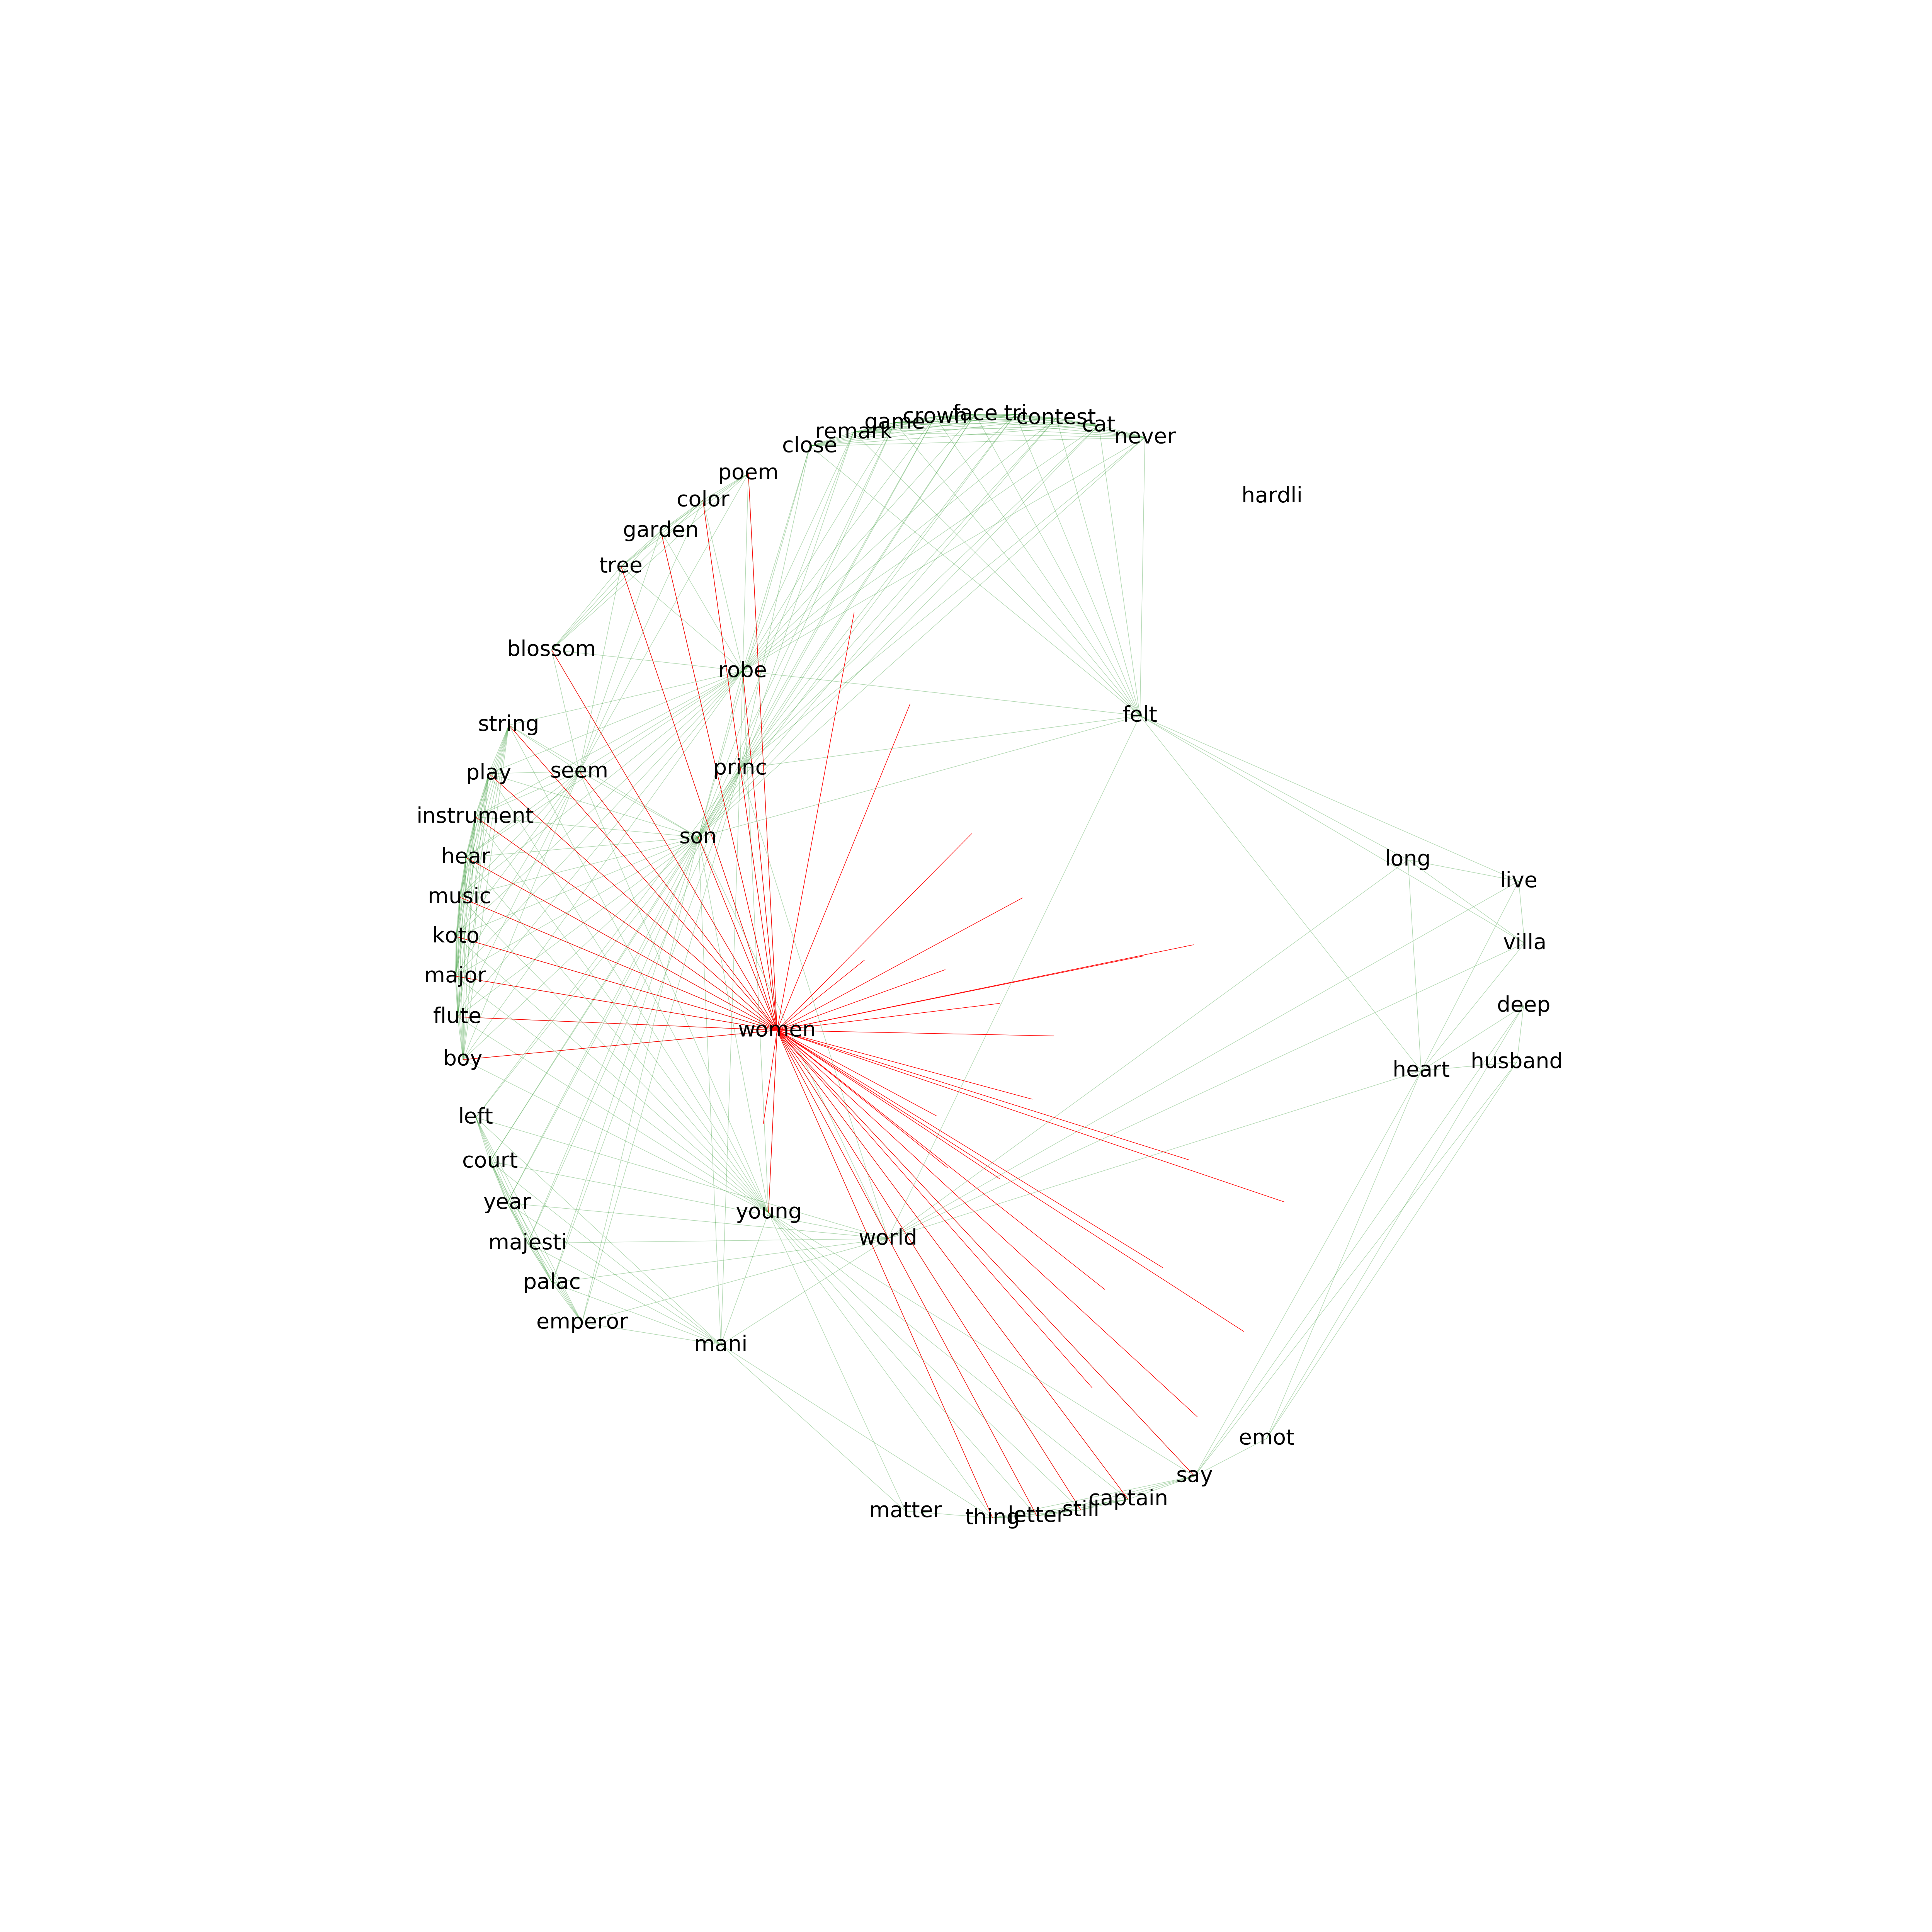 face
tri
crown
contest
game
cat
remark
never
close
poem
hardli
color
garden
tree
blossom
robe
felt
string
princ
seem
play
instrument
son
hear
long
live
music
koto
villa
major
deep
flute
women
boy
husband
heart
left
court
year
young
world
majesti
palac
emperor
mani
emot
say
captain
still
matter
letter
thing